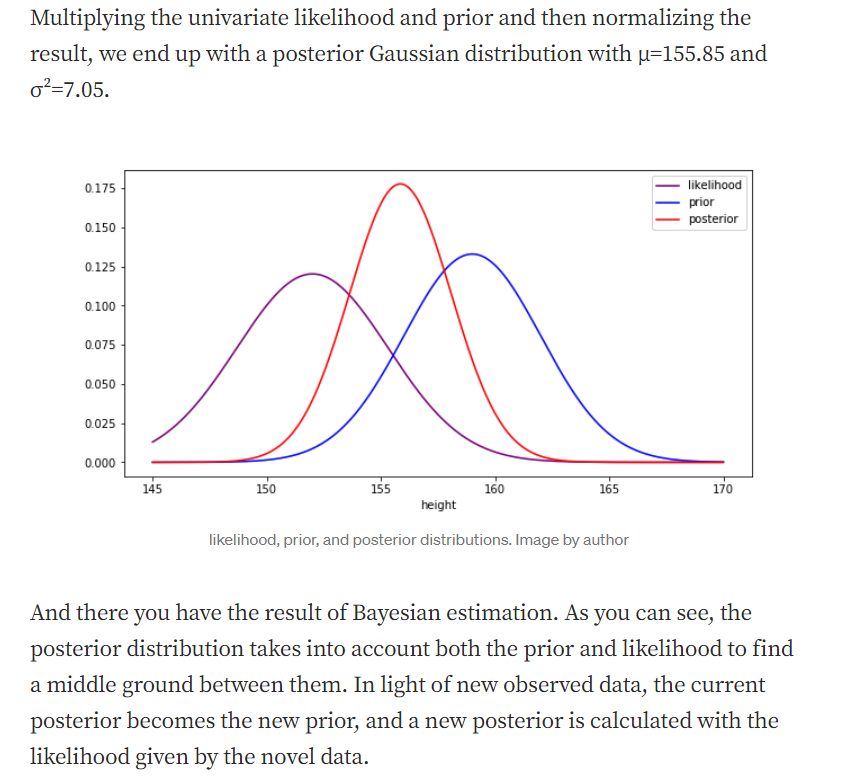 Multiplying the univariate likelihood and prior and then normalizing the
result, we end up with a posterior Gaussian distribution with μ=155.85 and
σ²=7.05.
likelihood
prior
posterior
0.175
0.150
0.125
0.100
0.075
0.050
0.025
0.000
145 150 155 160 165 170
height
likelihood, prior, and posterior distributions. Image by author
And there you have the result of Bayesian estimation. As you can see, the
posterior distribution takes into account both the prior and likelihood to find
a middle ground between them. In light of new observed data, the current
posterior becomes the new prior, and a new posterior is calculated with the
likelihood given by the novel data.